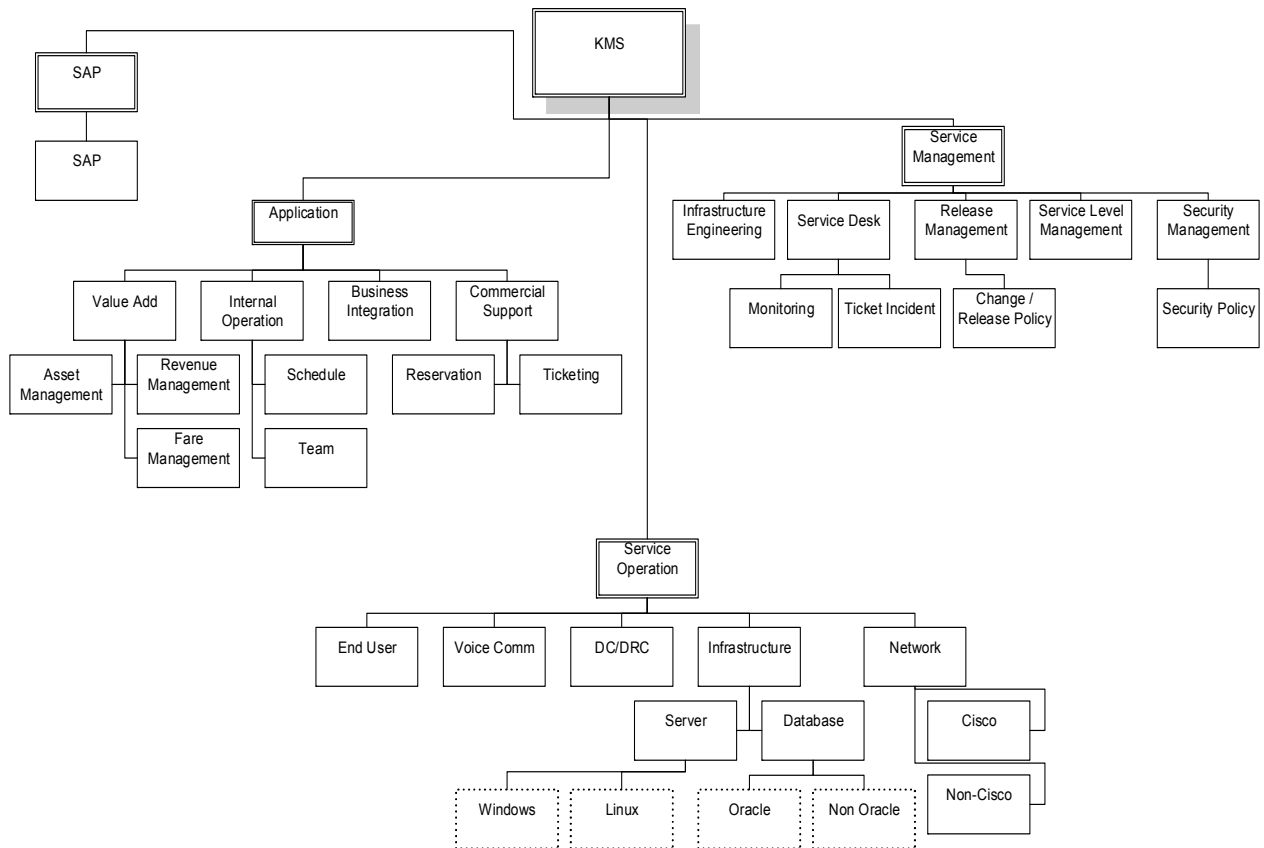 KMS
SAP
SAP
Service
Management
Application
Infrastructure
Engineering
Service Desk
Release
Management
Service Level
Management
Security
Management
Value Add
Internal
Operation
Business
Integration
Commercial
Support
Monitoring
Ticket Incident
Change /
Release Policy
Security Policy
Asset
Management
Revenue
Management
Schedule
Reservation
Ticketing
Fare
Management
Team
Service
Operation
End User
Voice Comm
DC/DRC
Infrastructure
Network
Server
Database
Cisco
Windows
Linux
Oracle
Non Oracle
Non-Cisco